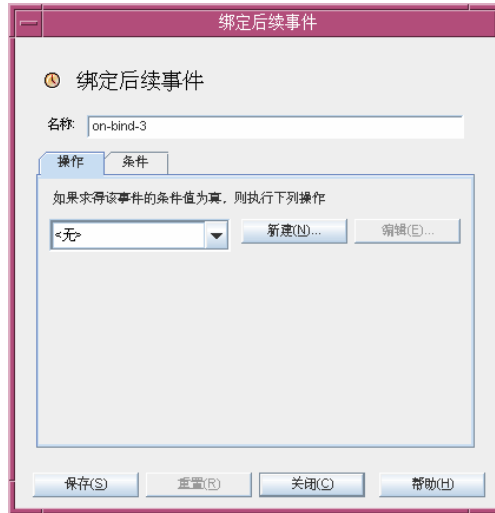 绑定后续事件
绑定后续事件
名称: on-bind-3
操作 条件
如果求得该事件的条件值为真，则执行下列操作
<无> 新建(N)... 编辑(E)...
保存(S) 重置(R) 关闭(C) 帮助(H)